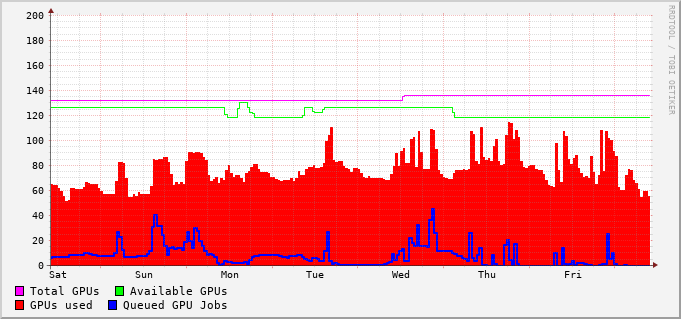 200
180
160
140
120
100
80
60
40
20
0
Sat Sun Mon Tue Wed Thu Fri
Total GPUs Available GPUs
GPUs used Queued GPU Jobs
RRDTOOL / TOBI OETIKER